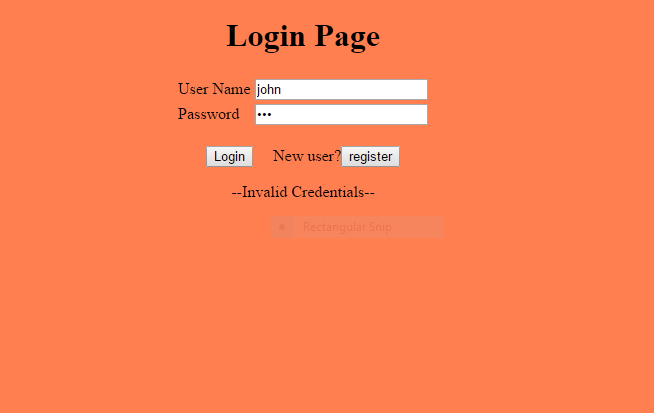 Login Page
User Name john
Password •••
Login New user? register
--Invalid Credentials--
Rectangular Snip